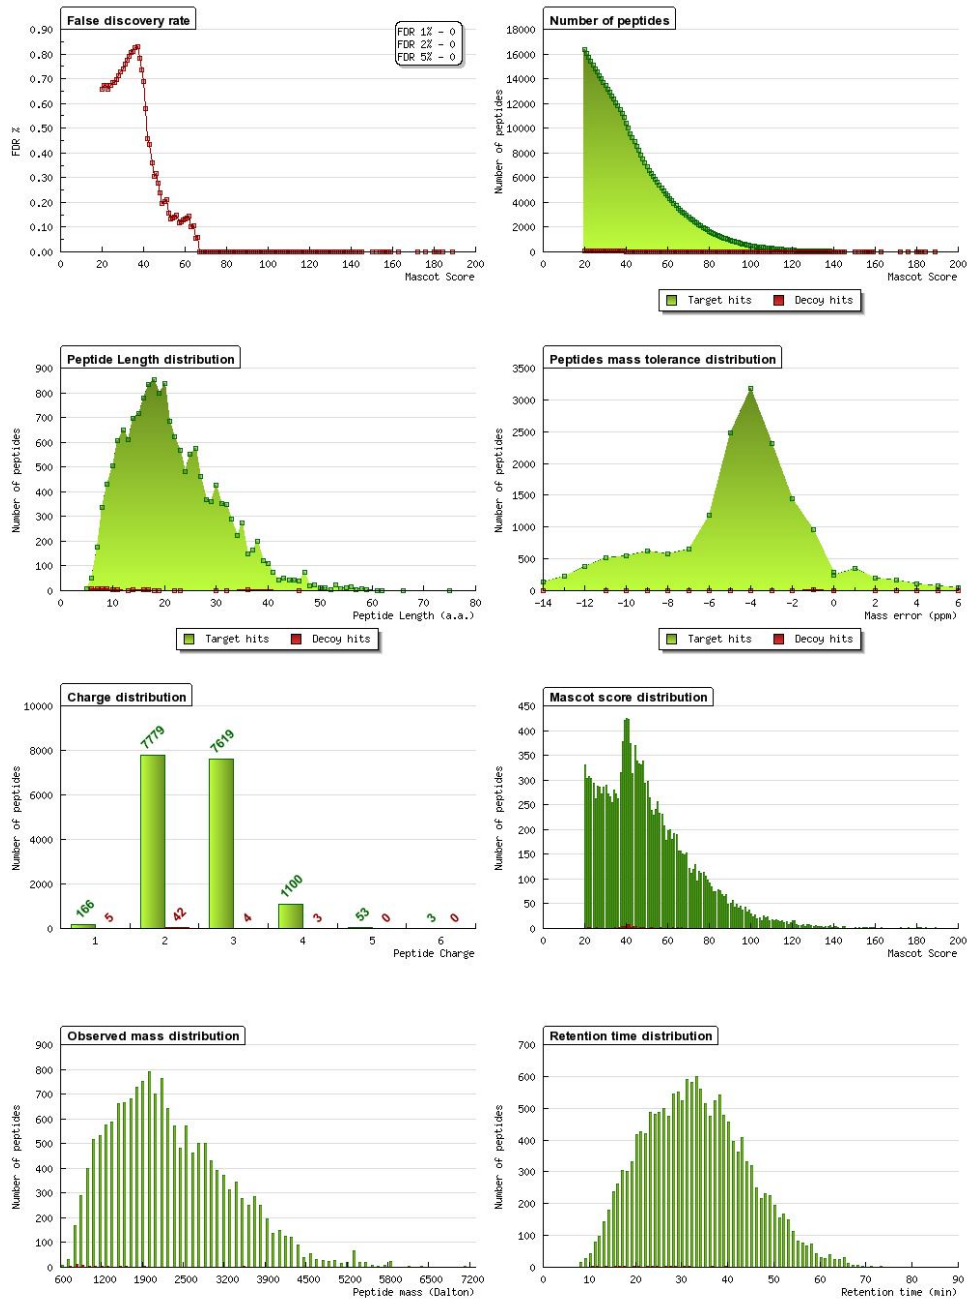 False discovery rate
FDR 1% - 0
FDR 2% - 0
FDR 5% - 0
0.90
0.80
0.70
0.60
0.50
0.40
0.30
0.20
0.10
0.00
FDR %
0 20 40 60 80 100 120 140 160 180 200
Mascot Score
Number of peptides
18000
16000
14000
12000
10000
8000
6000
4000
2000
0
Number of peptides
0 20 40 60 80 100 120 140 160 180 200
Mascot Score
Target hits Decoy hits
Peptide Length distribution
900
800
700
600
500
400
300
200
100
0
Number of peptides
0 10 20 30 40 50 60 70 80
Peptide Length (a.a.)
Target hits Decoy hits
Peptides mass tolerance distribution
3500
3000
2500
2000
1500
1000
500
0
Number of peptides
-14 -12 -10 -8 -6 -4 -2 0 2 4 6
Mass error (ppm)
Target hits Decoy hits
Charge distribution
10000
8000
6000
4000
2000
0
Number of peptides
166 5 7779 42 7619 4 1100 3 53 0 3 0
1 2 3 4 5 6
Peptide Charge
Mascot score distribution
450
400
350
300
250
200
150
100
50
0
Number of peptides
0 20 40 60 80 100 120 140 160 180 200
Mascot Score
Observed mass distribution
900
800
700
600
500
400
300
200
100
0
Number of peptides
600 1200 1900 2500 3200 3900 4500 5200 5800 6500 7200
Peptide mass (Dalton)
Retention time distribution
700
600
500
400
300
200
100
0
Number of peptides
0 10 20 30 40 50 60 70 80 90
Retention time (min)